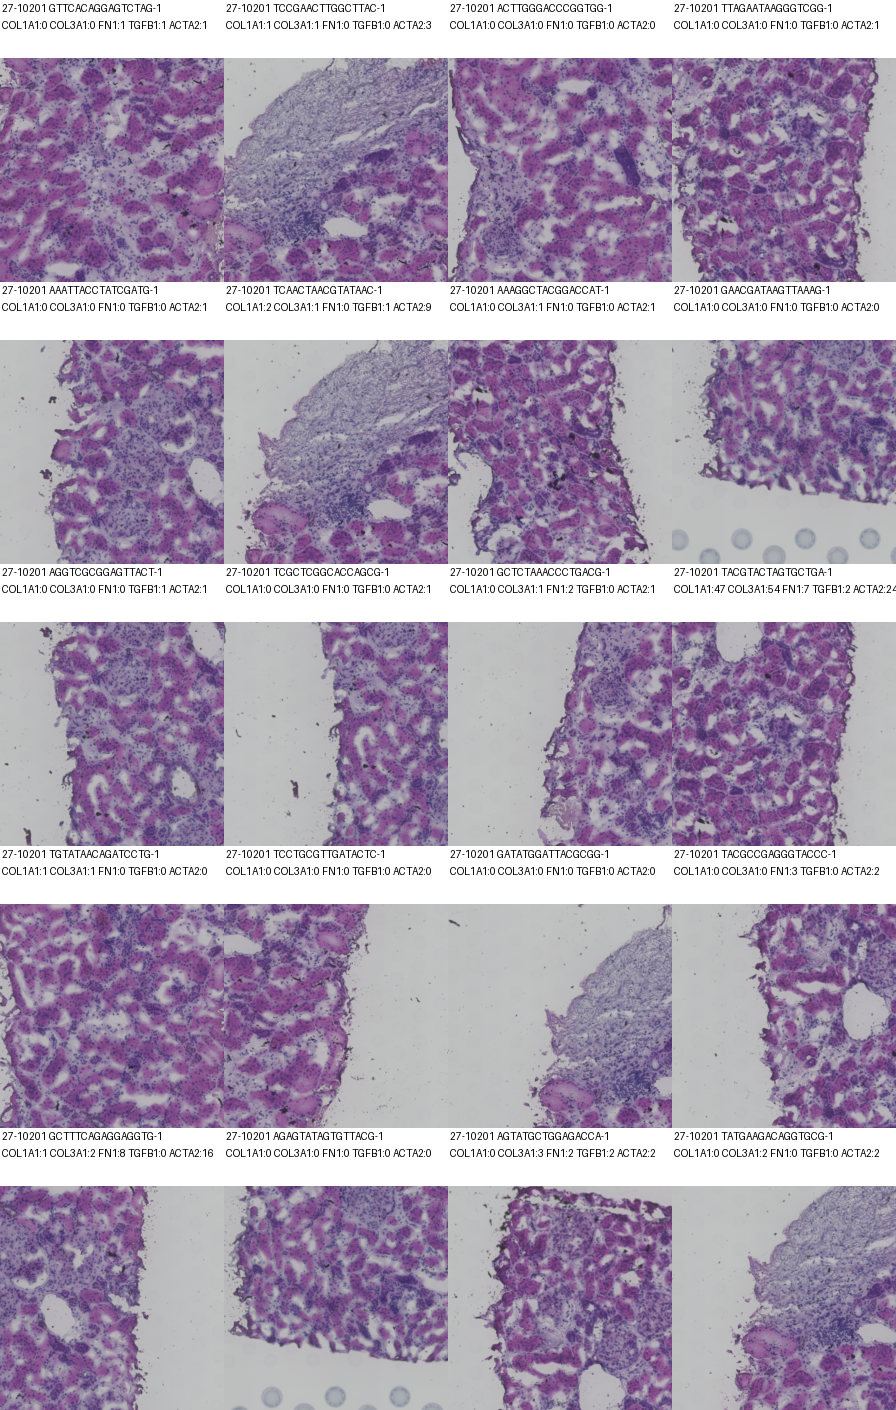 27-10201 GTTCACAGGAGTCTAG-1
COL1A1:0 COL3A1:0 FN1:1 TGFB1:1 ACTA2:1
27-10201 TCCGAACTTGGCTTAC-1
COL1A1:1 COL3A1:1 FN1:0 TGFB1:0 ACTA2:3
27-10201 ACTTGGGACCCGGTGG-1
COL1A1:0 COL3A1:0 FN1:1 TGFB1:0 ACTA2:0
27-10201 TTAGAATAAGGGTCGG-1
COL1A1:0 COL3A1:0 FN1:0 TGFB1:0 ACTA2:1
27-10201 AAATTACCTATCGATG-1
COL1A1:0 COL3A1:0 FN1:0 TGFB1:0 ACTA2:1
27-10201 TCAACTAACGTATAAC-1
COL1A1:2 COL3A1:1 FN1:0 TGFB1:1 ACTA2:9
27-10201 AAAGGCTACGGACCAT-1
COL1A1:0 COL3A1:1 FN1:0 TGFB1:0 ACTA2:1
27-10201 GAACGATAAGTTAAAG-1
COL1A1:0 COL3A1:0 FN1:0 TGFB1:0 ACTA2:0
27-10201 AGGTCGCGGAGTTACT-1
COL1A1:0 COL3A1:0 FN1:0 TGFB1:1 ACTA2:1
27-10201 TCGCTCGGCACCAGCG-1
COL1A1:0 COL3A1:0 FN1:0 TGFB1:0 ACTA2:1
27-10201 GCTCTAAACCCTGACG-1
COL1A1:0 COL3A1:1 FN1:2 TGFB1:0 ACTA2:1
27-10201 TACGTACTAGTGCTGA-1
COL1A1:47 COL3A1:54 FN1:7 TGFB1:2 ACTA2:24
27-10201 TGTATAACAGATCCTG-1
COL1A1:1 COL3A1:1 FN1:0 TGFB1:0 ACTA2:0
27-10201 TCCTGCGTTGATACTC-1
COL1A1:0 COL3A1:0 FN1:0 TGFB1:0 ACTA2:0
27-10201 GATATGGATTACGCGG-1
COL1A1:0 COL3A1:0 FN1:0 TGFB1:0 ACTA2:0
27-10201 TACGCCGAGGGTACCC-1
COL1A1:0 COL3A1:0 FN1:3 TGFB1:0 ACTA2:2
27-10201 GCTTTCAGAGGAGGTG-1
COL1A1:1 COL3A1:2 FN1:8 TGFB1:0 ACTA2:16
27-10201 AGAGTATAGTGTTACG-1
COL1A1:0 COL3A1:0 FN1:0 TGFB1:0 ACTA2:0
27-10201 AGTATGCTGGAGACCA-1
COL1A1:0 COL3A1:3 FN1:2 TGFB1:2 ACTA2:2
27-10201 TATGAAGACAGGTGCG-1
COL1A1:0 COL3A1:2 FN1:0 TGFB1:0 ACTA2:2